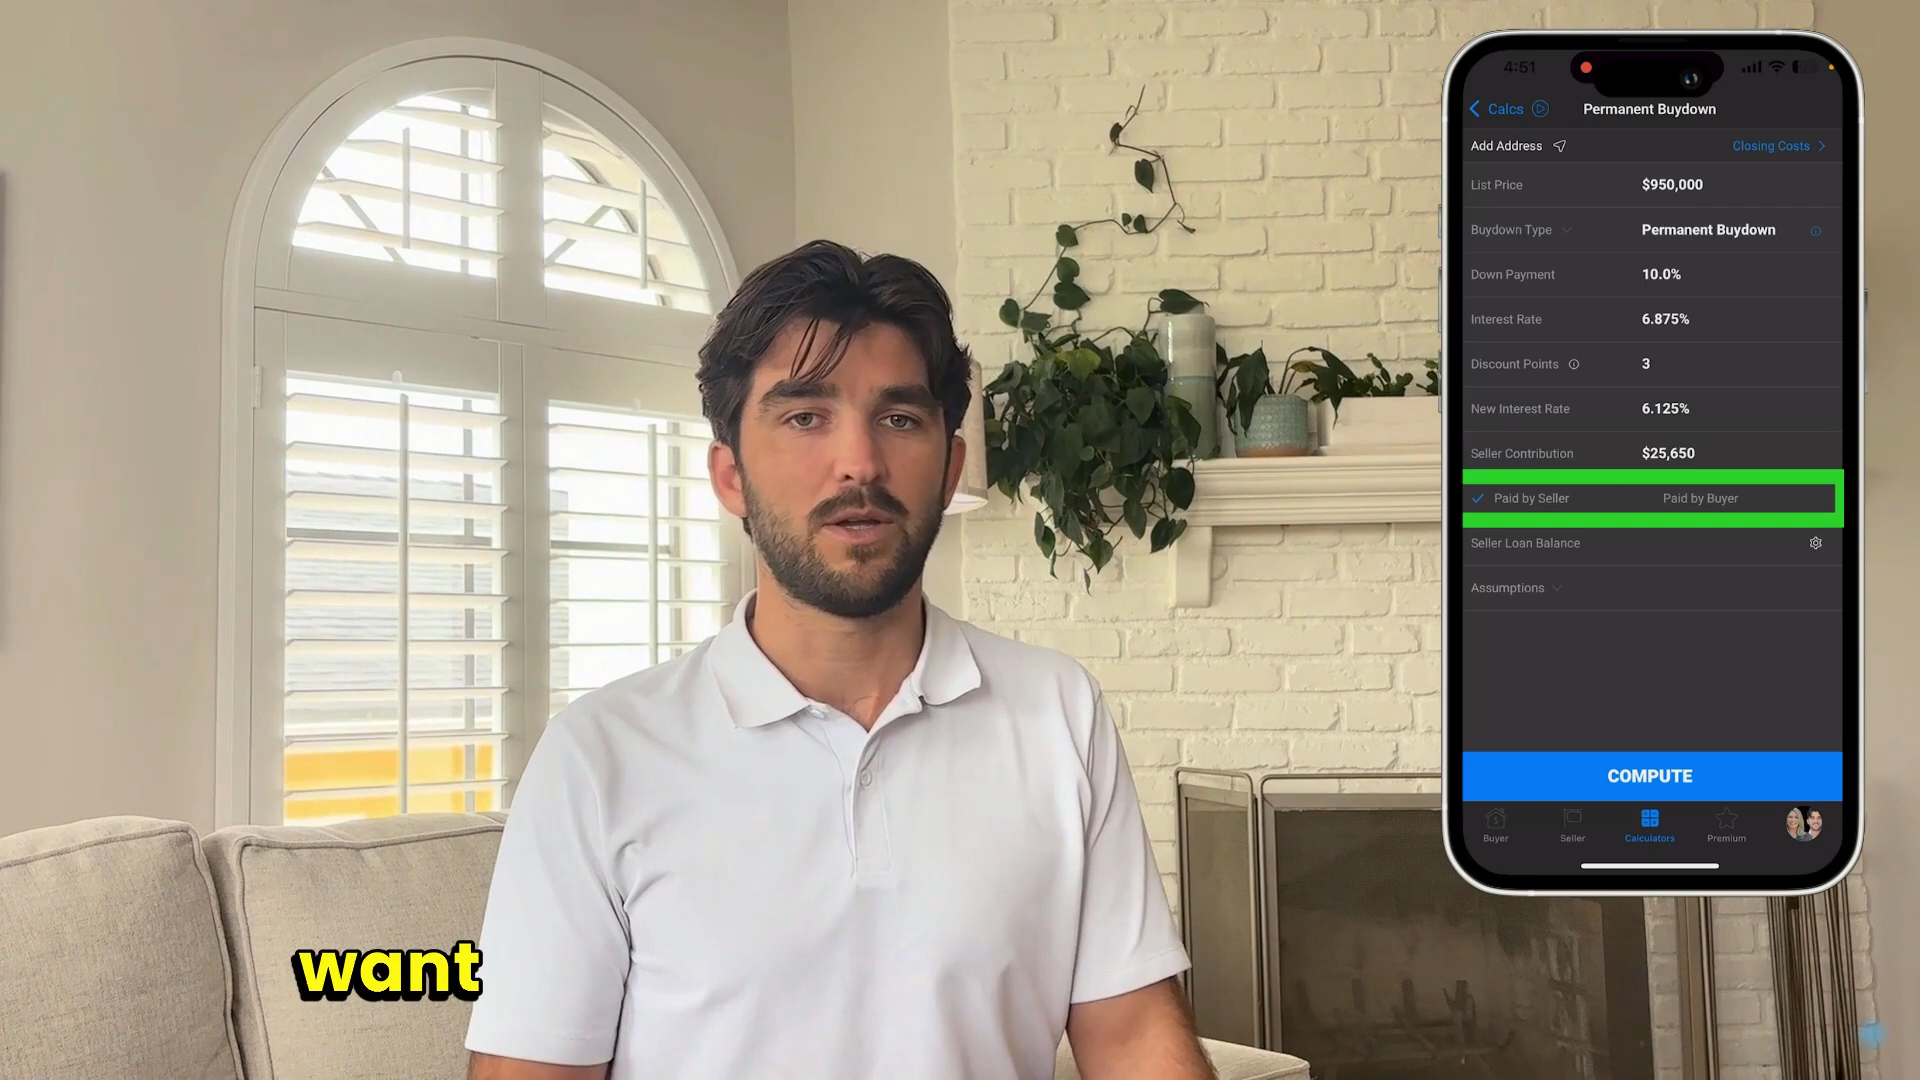 4:51
Calcs
Permanent Buydown
Add Address
Closing Costs
List Price
$950,000
Buydown Type
Permanent Buydown
Down Payment
10.0%
Interest Rate
6.875%
Discount Points
3
New Interest Rate
6.125%
Seller Contribution
$25,650
Paid by Seller
Paid by Buyer
Seller Loan Balance
Assumptions
COMPUTE
Buyer
Seller
Calculators
Premium
want